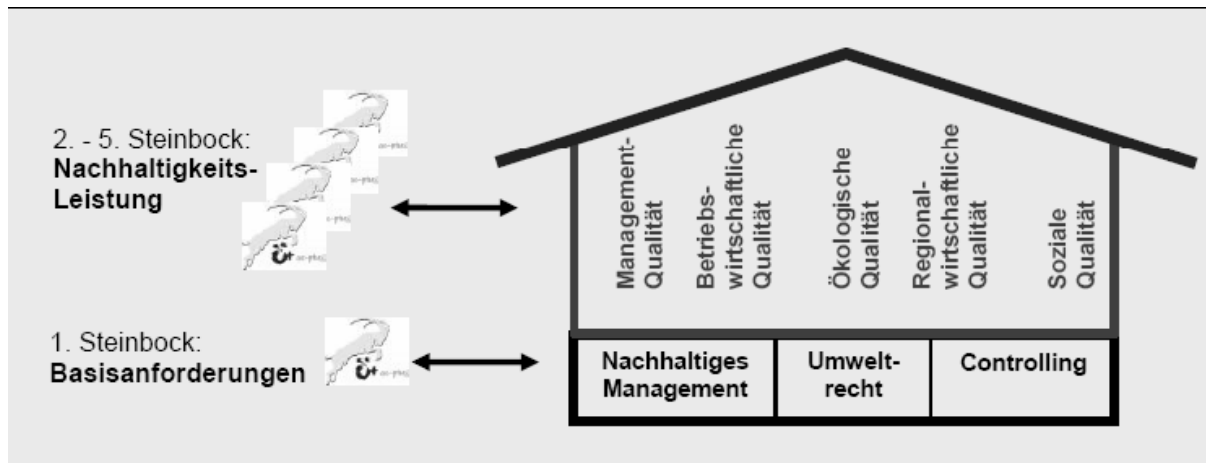 2. - 5. Steinbock:
Nachhaltigkeits-
Leistung
Management-
Qualität
Betriebs-
wirtschaftliche
Qualität
Ökologische
Qualität
Regional-
wirtschaftliche
Qualität
Soziale
Qualität
1. Steinbock:
Basisanforderungen
Nachhaltiges
Management
Umwelt-
recht
Controlling